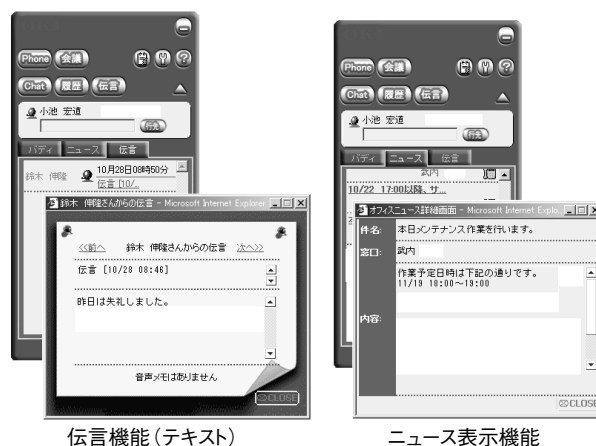 Phone 会議
Chat 履歴 伝言
小池 宏道
行先
バディ ニュース 伝言
鈴木 伸隆 10月28日08時50分
伝言 [10/..
鈴木 伸隆さんからの伝言 - Microsoft Internet Explorer
<<前へ 鈴木 伸隆さんからの伝言 次へ>>
伝言 [10/28 08:46]
昨日は失礼しました。
音声メモはありません
CLOSE
伝言機能(テキスト)
Phone 会議
Chat 履歴 伝言
小池 宏道
行先
バディ ニュース 伝言
武内
10/22 17:00以降、サ...
オフィスニュース詳細画面 - Microsoft Internet Explo..
件名: 本日メンテナンス作業を行います。
窓口: 武内
内容: 作業予定日時は下記の通りです。
11/19 18:00~19:00
CLOSE
ニュース表示機能